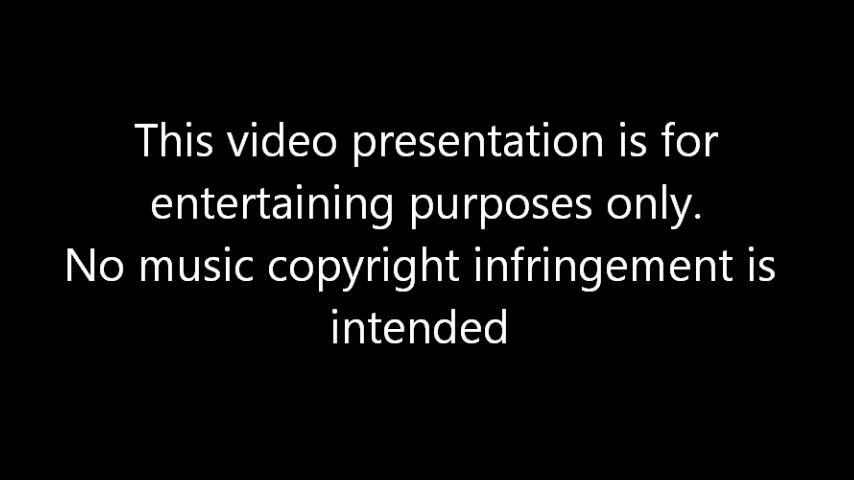 This video presentation is for
entertaining purposes only.
No music copyright infringement is
intended